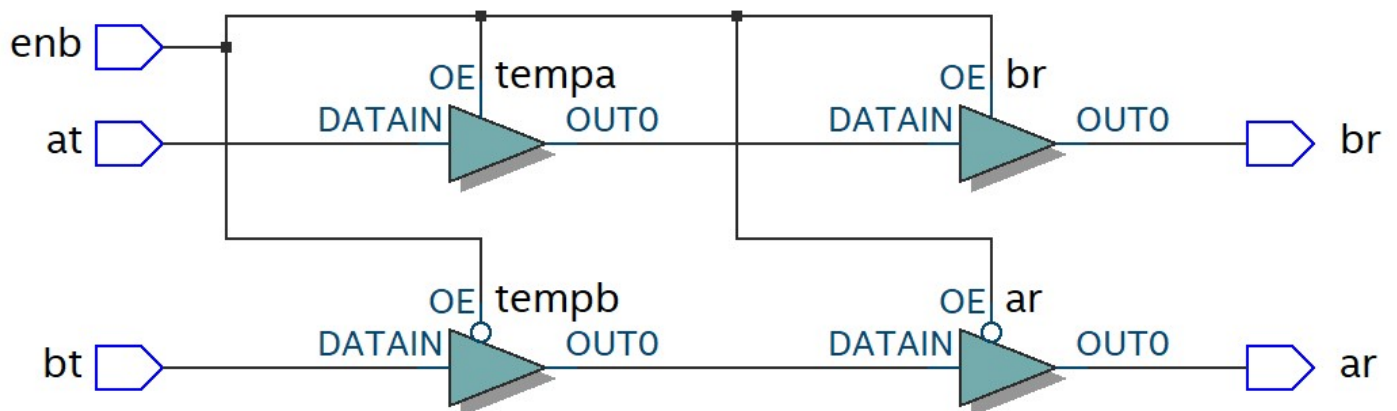 enb
OE tempa
OE br
at
DATAIN
OUT0
DATAIN
OUT0
br
OE tempb
OE ar
bt
DATAIN
OUT0
DATAIN
OUT0
ar